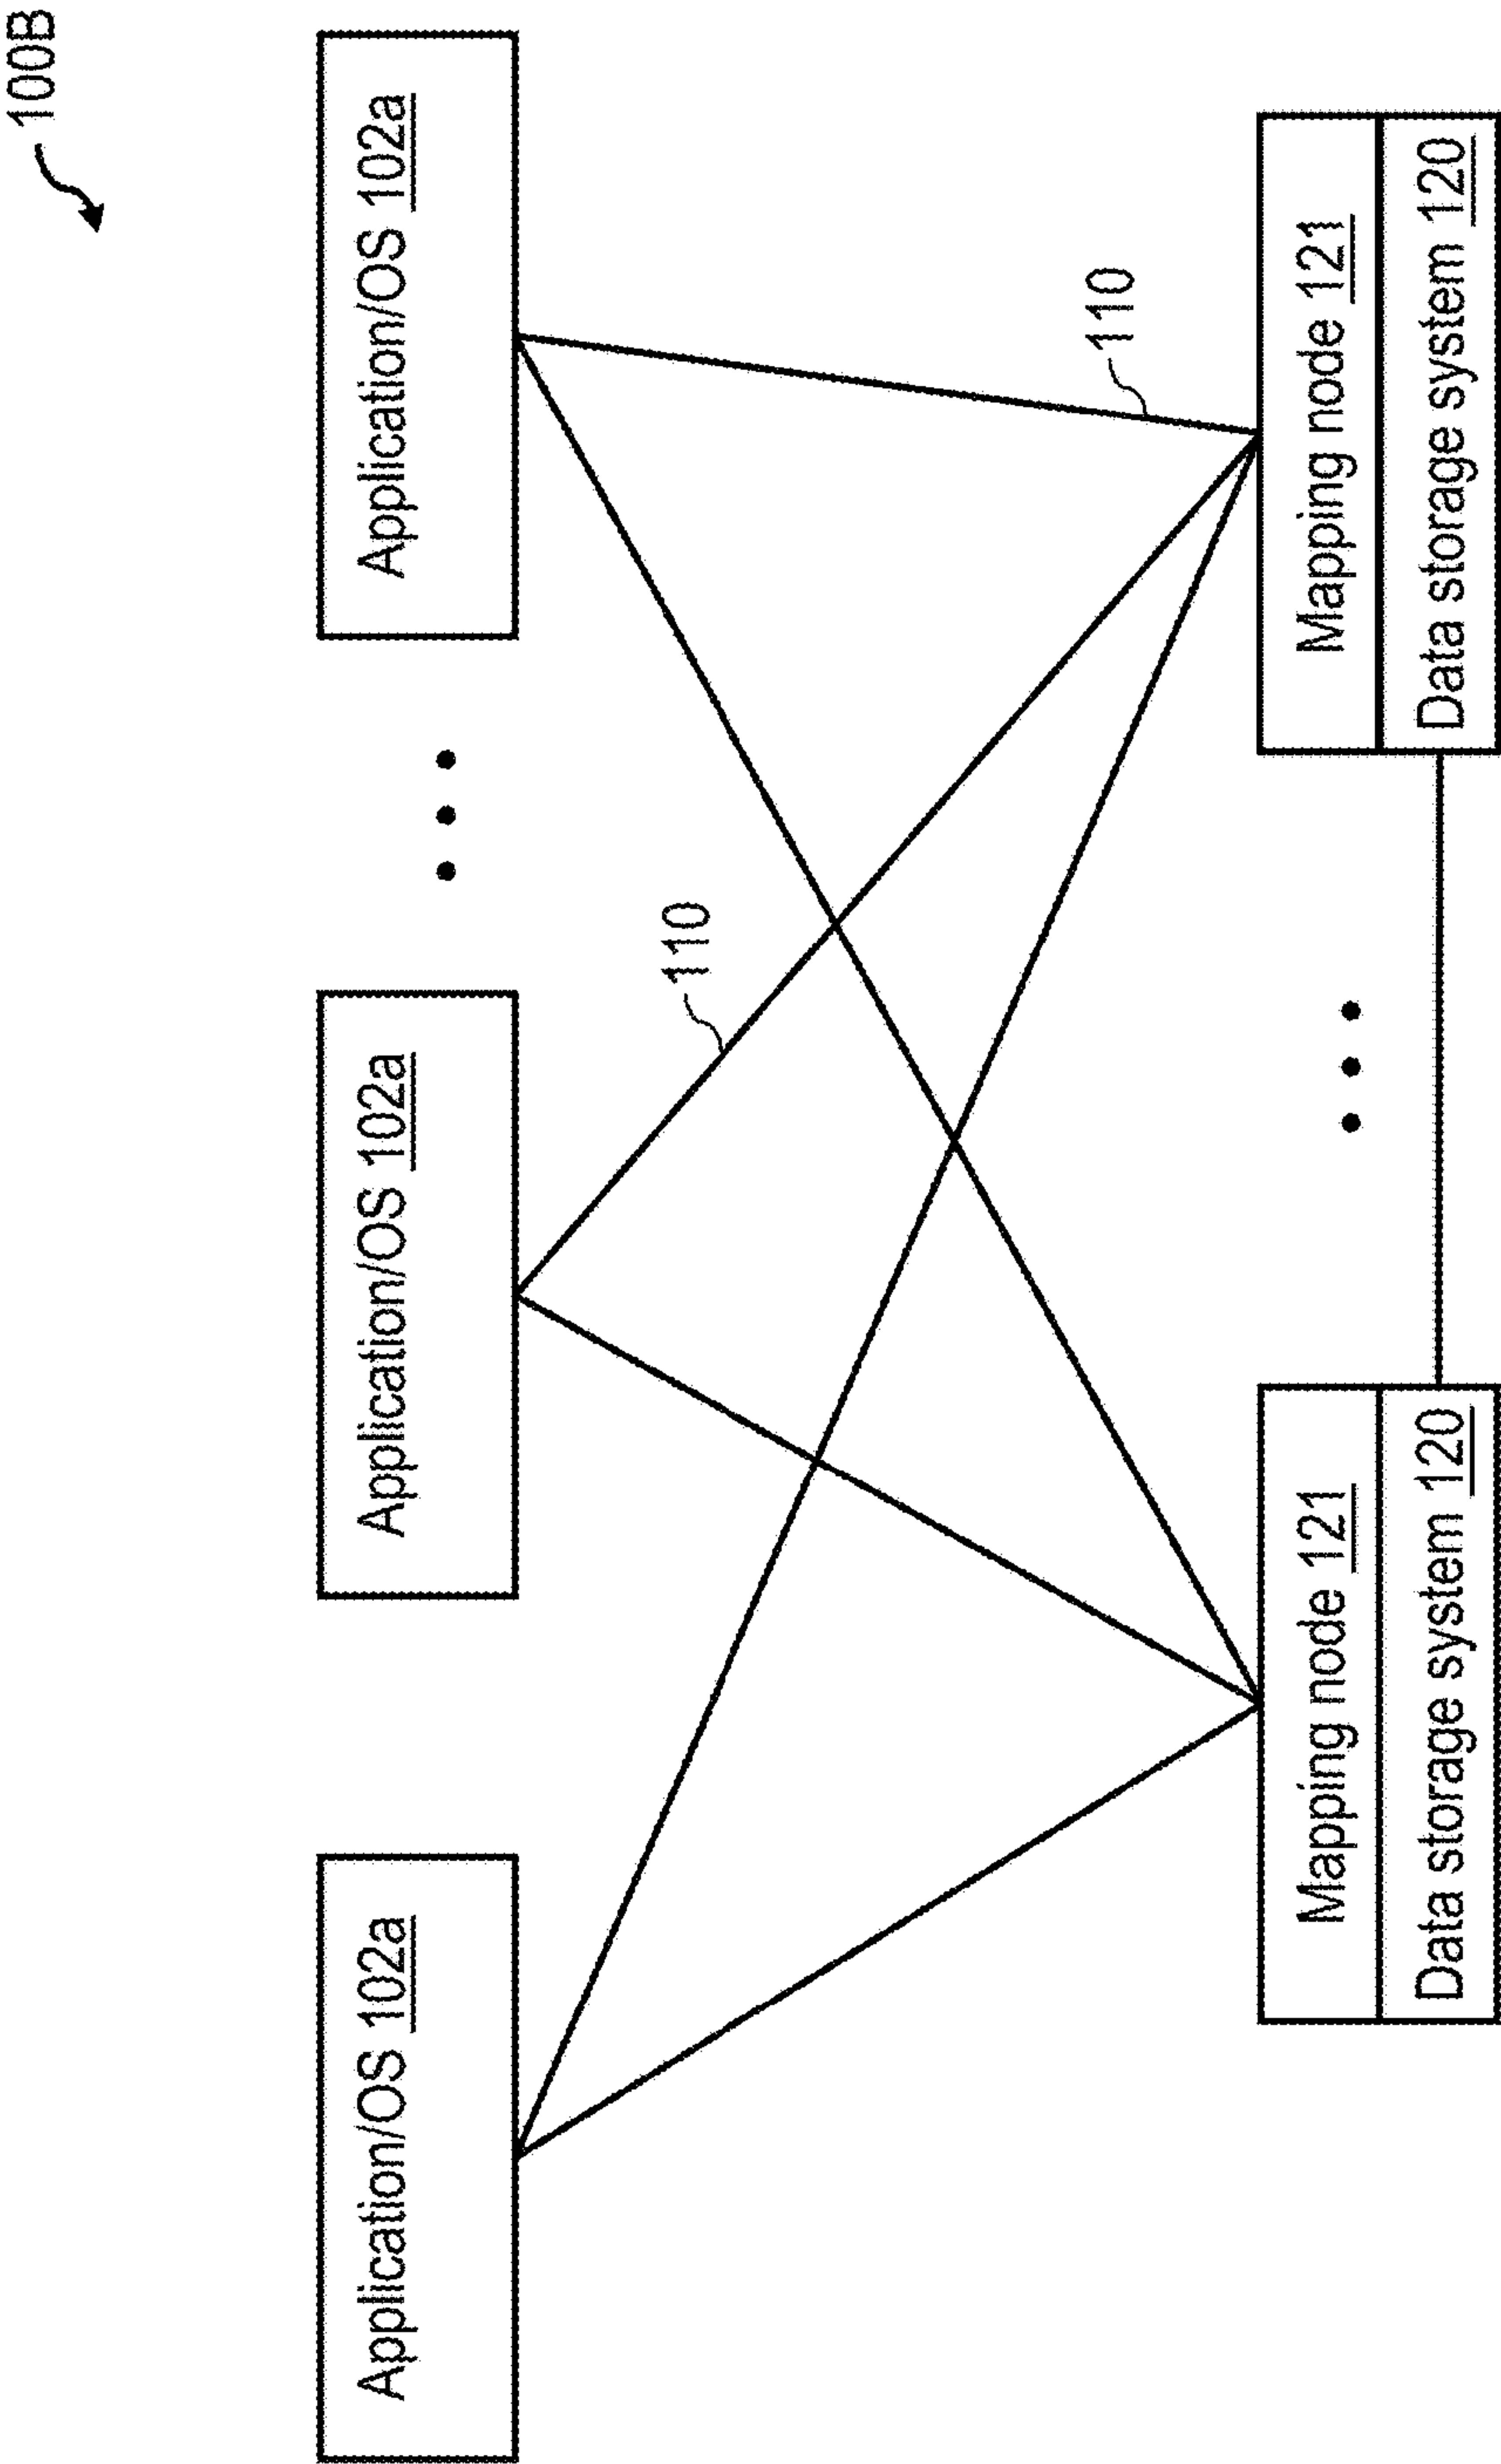 100B
Application/OS 102a
Application/OS 102a
Application/OS 102a
110
110
Mapping node 121
Data storage system 120
Mapping node 121
Data storage system 120